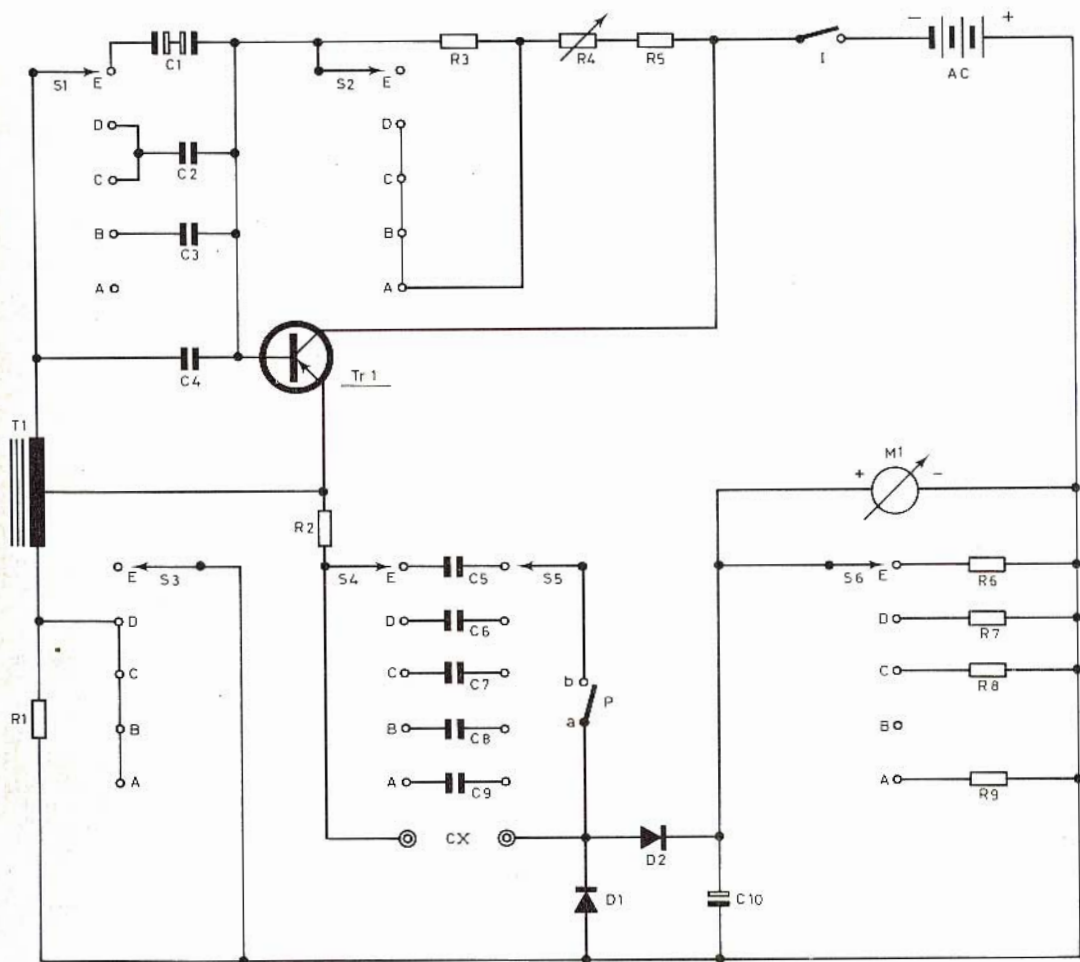 − +
C1
R3
R4
R5
I
AC
S1 E
S2 E
D
D
C2
C
C
B
B
C3
A
A
C4
Tr 1
T1
M1
+ −
R2
E S3
S4 E
C5
S5
S6 E
R6
D
D
C6
D
R7
C
C
C7
b
P
C
R8
R1
a
B
B
C8
B
A
A
C9
A
R9
CX
D2
D1
C10